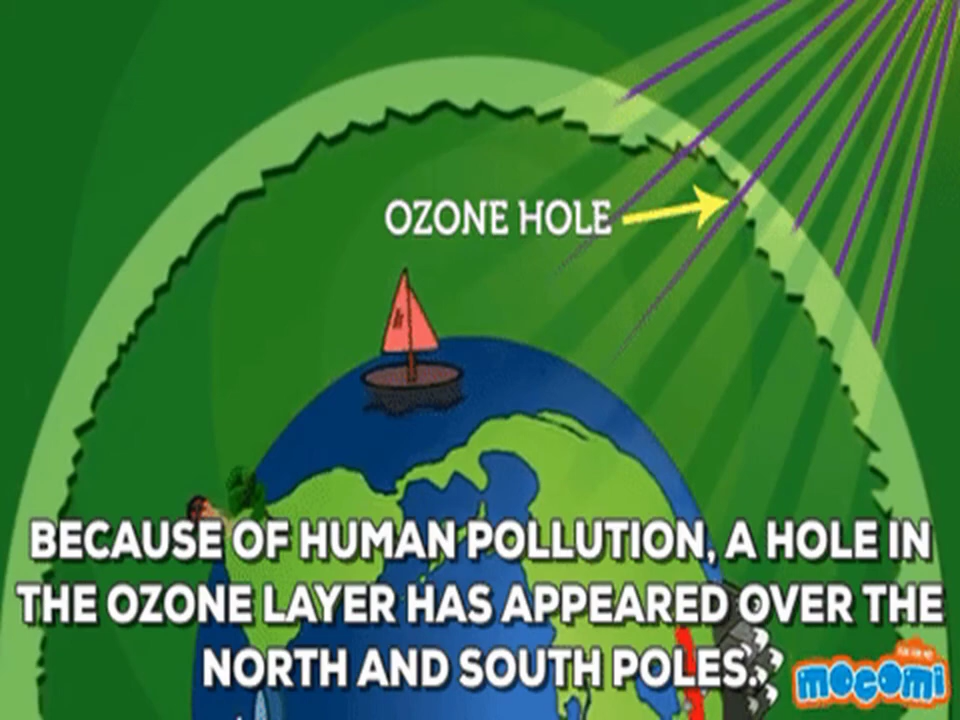 OZONE HOLE
BECAUSE OF HUMAN POLLUTION, A HOLE IN
THE OZONE LAYER HAS APPEARED OVER THE
NORTH AND SOUTH POLES.
mocomi